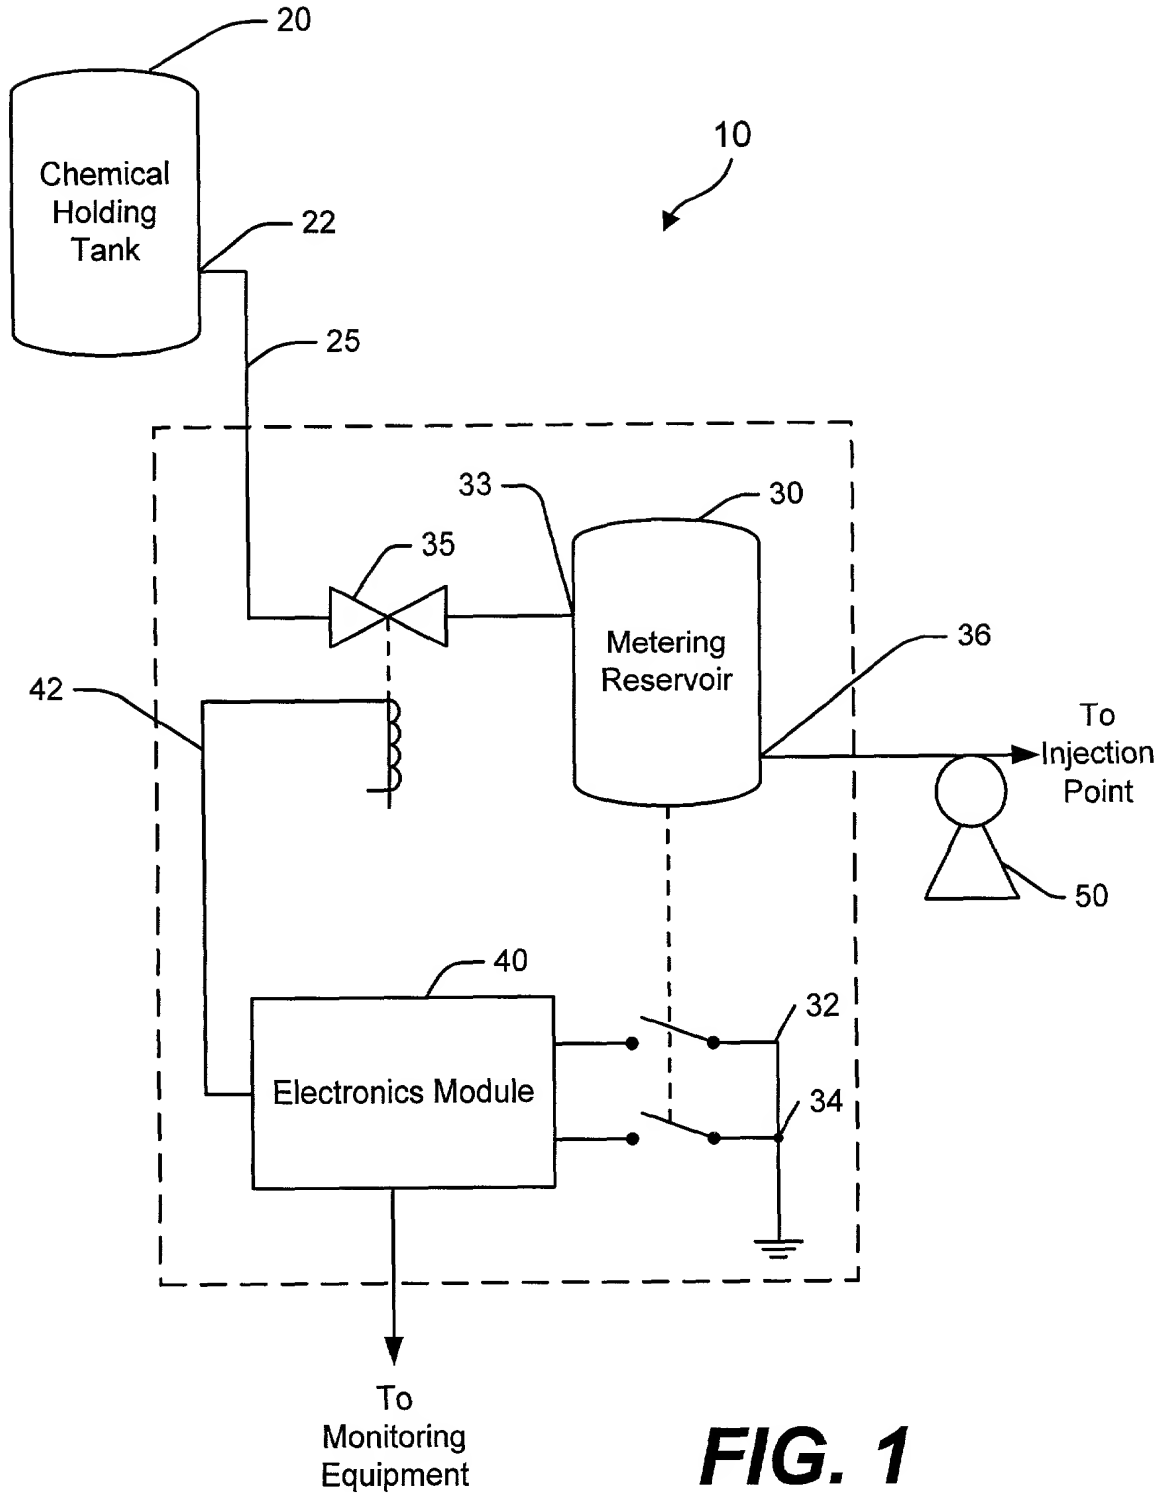 20
Chemical
Holding
Tank
10
22
25
33
30
35
Metering
Reservoir
36
42
To
Injection
Point
50
40
32
Electronics Module
34
To
Monitoring
Equipment
FIG. 1